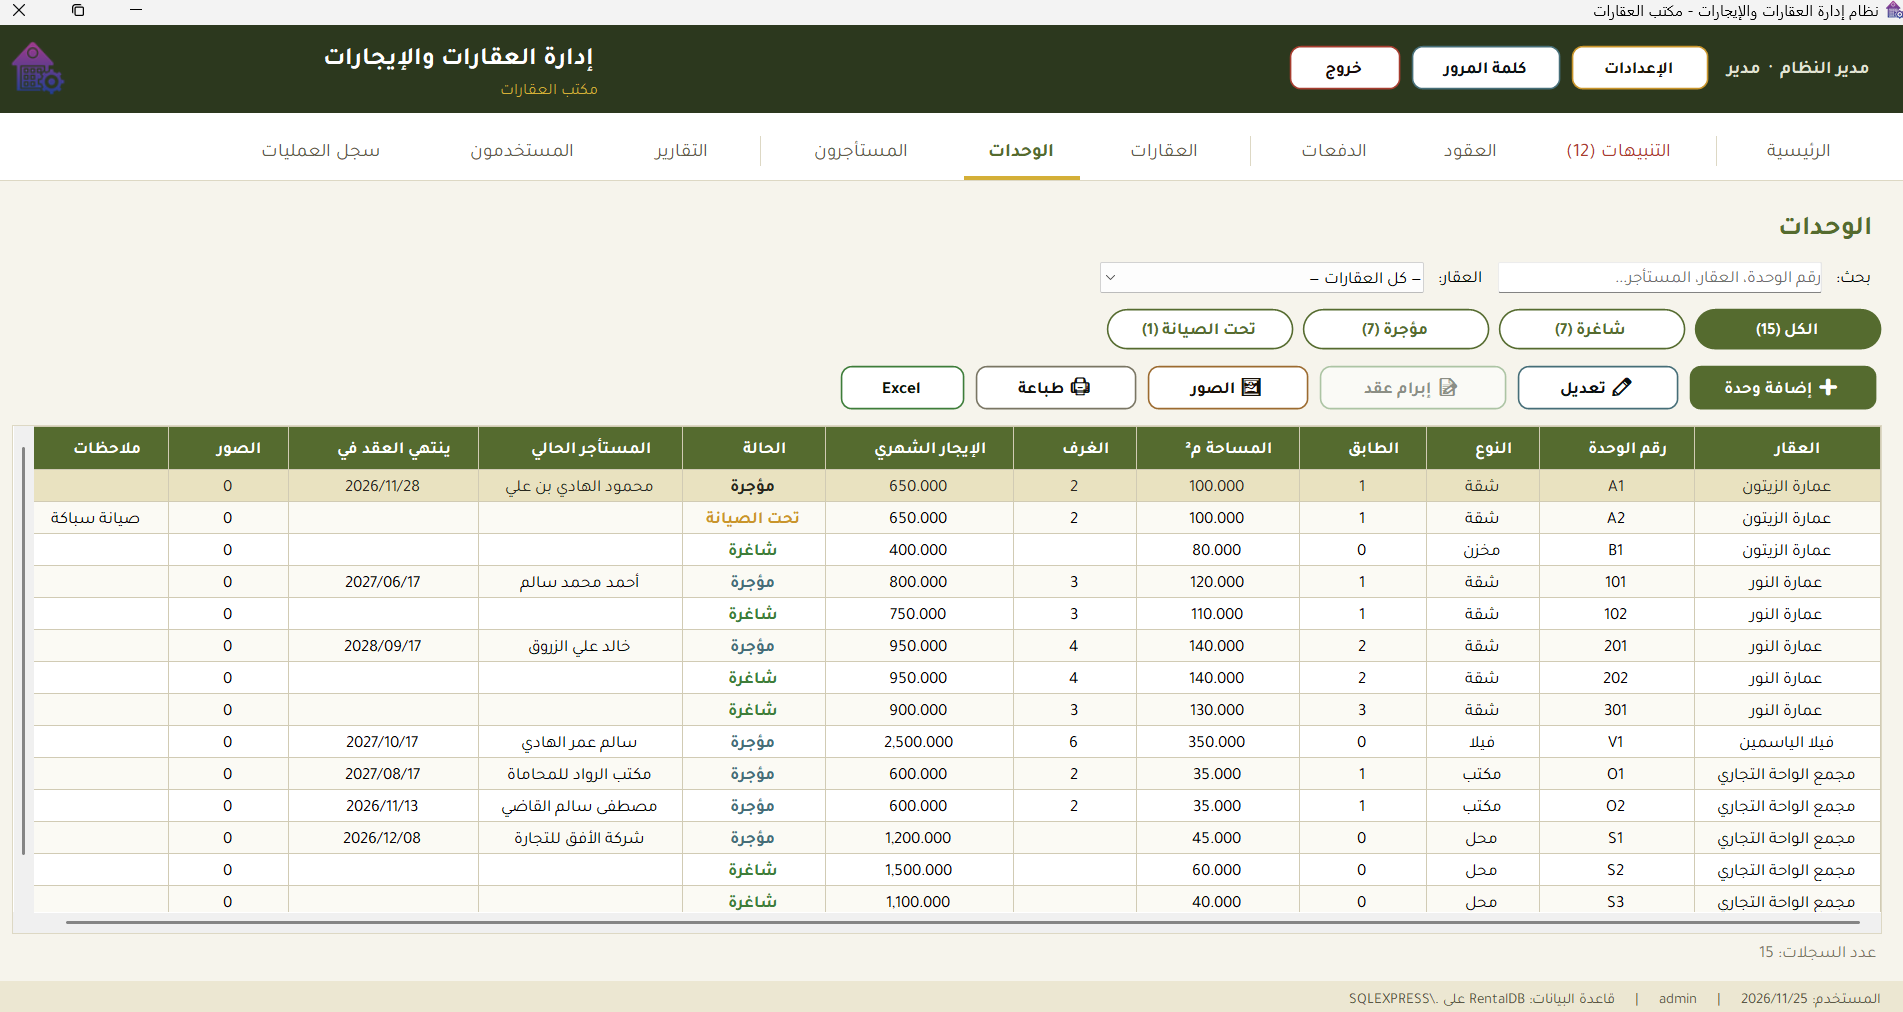 نظام إدارة العقارات والإيجارات - مكتب العقارات
مدير النظام · مدير الإعدادات كلمة المرور خروج إدارة العقارات والإيجارات
مكتب العقارات
الرئيسية التنبيهات (12) العقود الدفعات العقارات الوحدات المستأجرون التقارير المستخدمون سجل العمليات
الوحدات
بحث: رقم الوحدة، العقار، المستأجر... العقار: – كل العقارات –
الكل (15) شاغرة (7) مؤجرة (7) تحت الصيانة (1)
إضافة وحدة تعديل إبرام عقد الصور طباعة Excel
العقار رقم الوحدة النوع الطابق المساحة م² الغرف الإيجار الشهري الحالة المستأجر الحالي ينتهي العقد في الصور ملاحظات
عمارة الزيتون A1 شقة 1 100.000 2 650.000 مؤجرة محمود الهادي بن علي 2026/11/28 0
عمارة الزيتون A2 شقة 1 100.000 2 650.000 تحت الصيانة 0 صيانة سباكة
عمارة الزيتون B1 مخزن 0 80.000 400.000 شاغرة 0
عمارة النور 101 شقة 1 120.000 3 800.000 مؤجرة أحمد محمد سالم 2027/06/17 0
عمارة النور 102 شقة 1 110.000 3 750.000 شاغرة 0
عمارة النور 201 شقة 2 140.000 4 950.000 مؤجرة خالد علي الزروق 2028/09/17 0
عمارة النور 202 شقة 2 140.000 4 950.000 شاغرة 0
عمارة النور 301 شقة 3 130.000 3 900.000 شاغرة 0
فيلا الياسمين V1 فيلا 0 350.000 6 2,500.000 مؤجرة سالم عمر الهادي 2027/10/17 0
مجمع الواحة التجاري O1 مكتب 1 35.000 2 600.000 مؤجرة مكتب الرواد للمحاماة 2027/08/17 0
مجمع الواحة التجاري O2 مكتب 1 35.000 2 600.000 مؤجرة مصطفى سالم القاضي 2026/11/13 0
مجمع الواحة التجاري S1 محل 0 45.000 1,200.000 مؤجرة شركة الأفق للتجارة 2026/12/08 0
مجمع الواحة التجاري S2 محل 0 60.000 1,500.000 شاغرة 0
مجمع الواحة التجاري S3 محل 0 40.000 1,100.000 شاغرة 0
عدد السجلات: 15
المستخدم: 2026/11/25 | admin | قاعدة البيانات: RentalDB على .\SQLEXPRESS